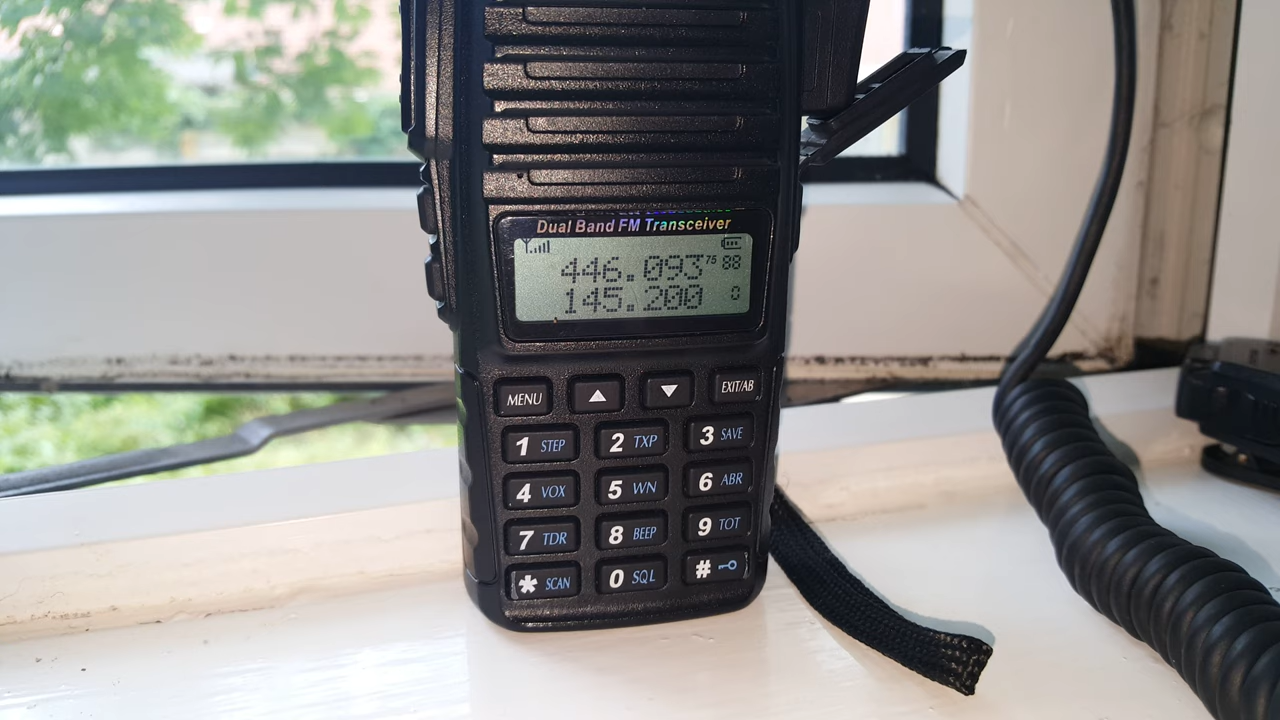 Dual Band FM Transceiver
446.093 75 88
145.200 0
MENU ▲ ▼ EXIT/AB
1 STEP 2 TXP 3 SAVE
4 VOX 5 WN 6 ABR
7 TDR 8 BEEP 9 TOT
* SCAN 0 SQL #